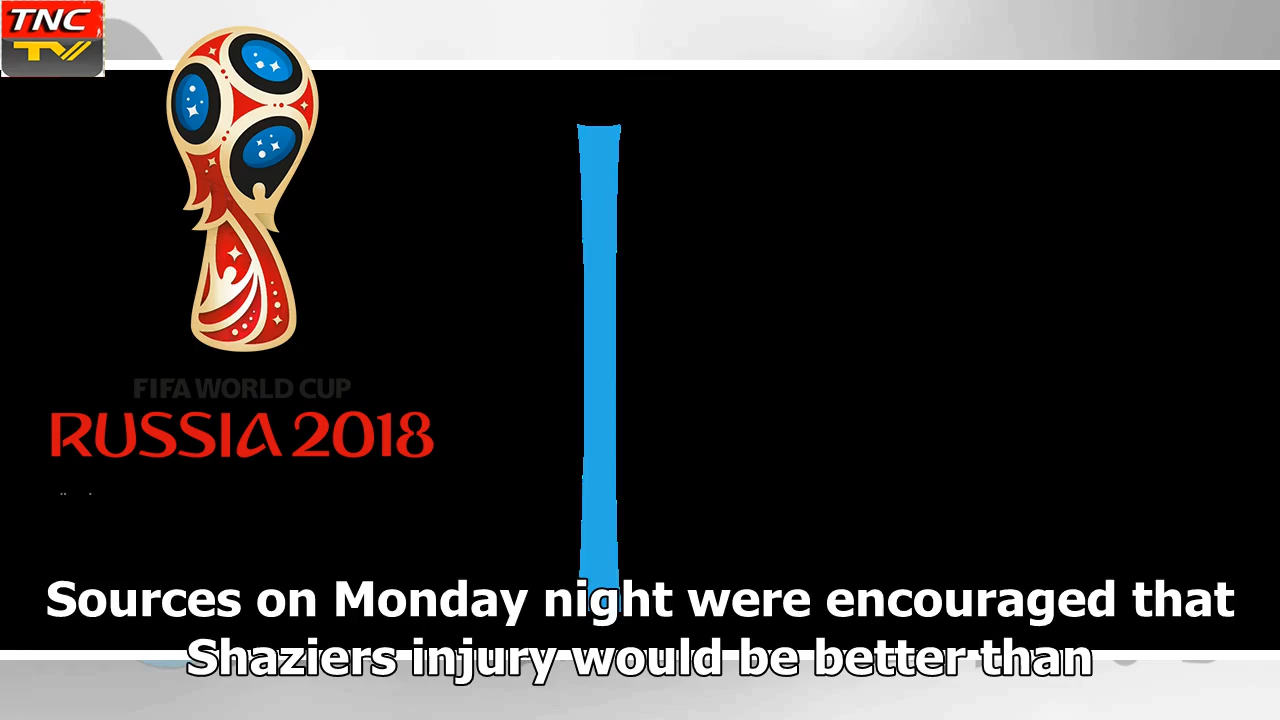 TNC
TV
FIFA WORLD CUP
RUSSIA 2018
Sources on Monday night were encouraged that
Shaziers injury would be better than